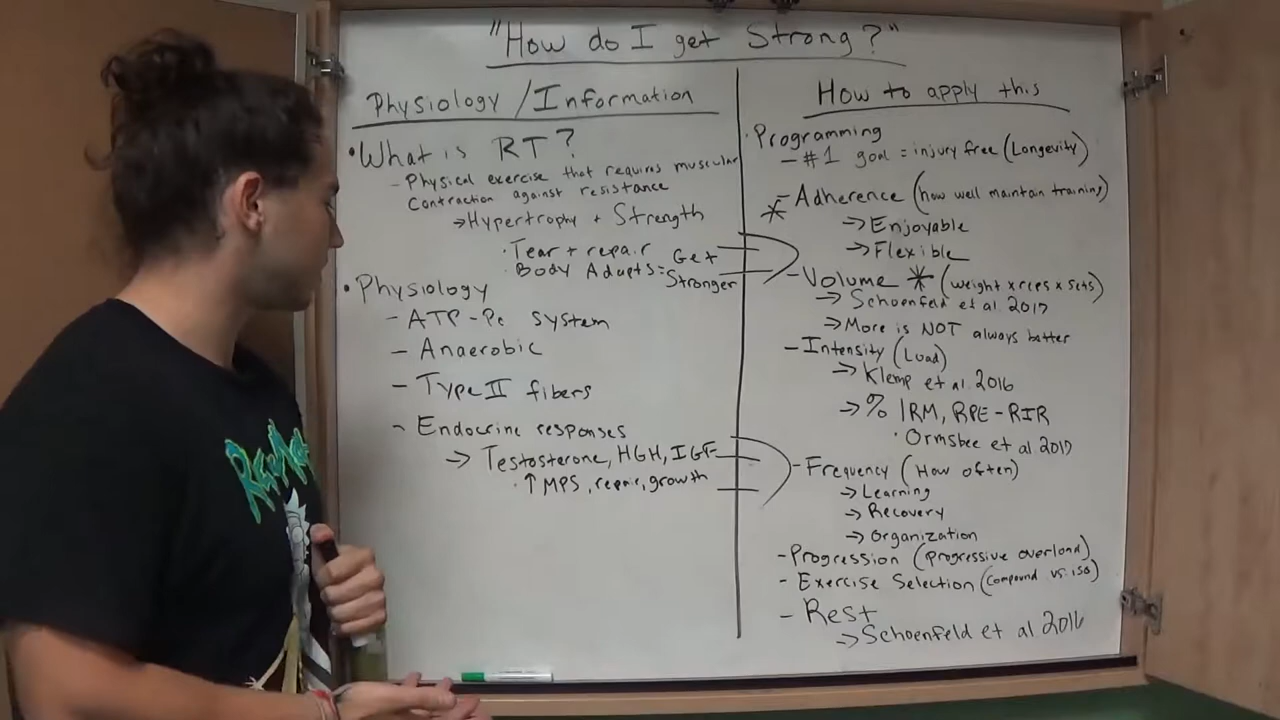 "How do I get Strong?"
Physiology/Information
• What is RT?
- Physical exercise that requires muscular
contraction against resistance
→ Hypertrophy + Strength
• Tear + repair
• Body Adapts = Get
Stronger
• Physiology
- ATP-Pc system
- Anaerobic
- Type II fibers
- Endocrine responses
→ Testosterone, HGH, IGF
• ↑ MPS, repair, growth
How to apply this
• Programming
- #1 goal = injury free (Longevity)
* - Adherence (how well maintain training)
→ Enjoyable
→ Flexible
- Volume * (weight x reps x sets)
→ Schoenfeld et al. 2017
→ More is NOT always better
- Intensity (Load)
→ Klemp et al. 2016
→ % 1RM, RPE-RIR
• Ormsbee et al 2017
- Frequency (How often)
→ Learning
→ Recovery
→ Organization
- Progression (progressive overload)
- Exercise Selection (compound vs. iso)
- Rest
→ Schoenfeld et al 2016